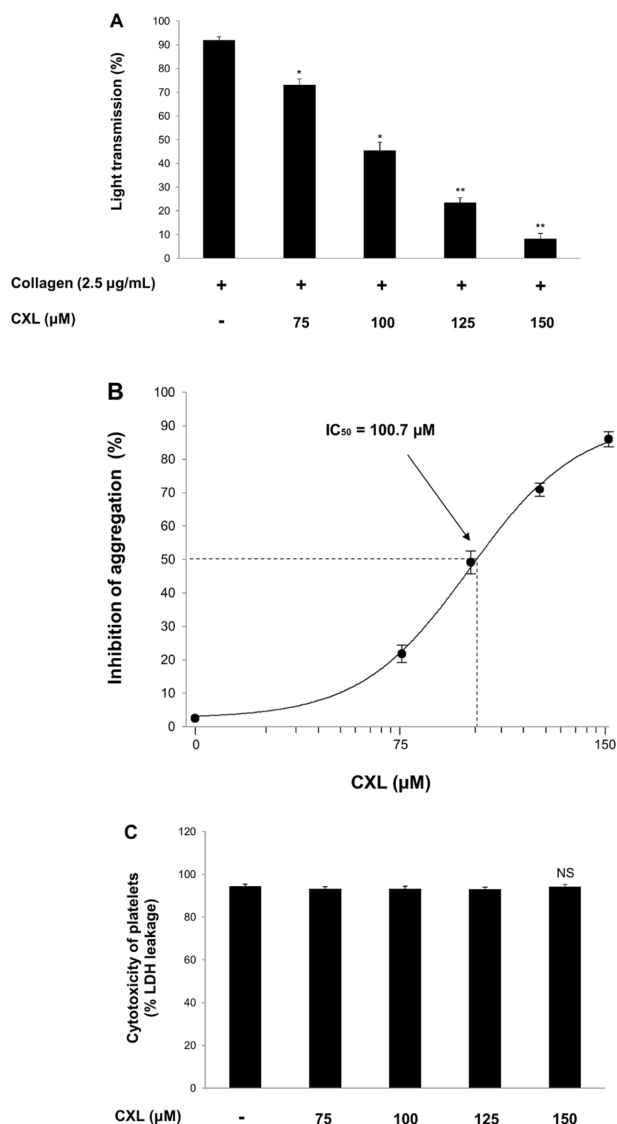 A
Light transmission (%)
100
90
80
70
60
50
40
30
20
10
0
*
*
**
**
Collagen (2.5 µg/mL) + + + + +
CXL (µM) - 75 100 125 150
B
Inhibition of aggregation (%)
100
90
80
70
60
50
40
30
20
10
0
IC₅₀ = 100.7 µM
0 75 150
CXL (µM)
C
Cytotoxicity of platelets
(% LDH leakage)
120
100
80
60
40
20
0
NS
CXL (µM) - 75 100 125 150